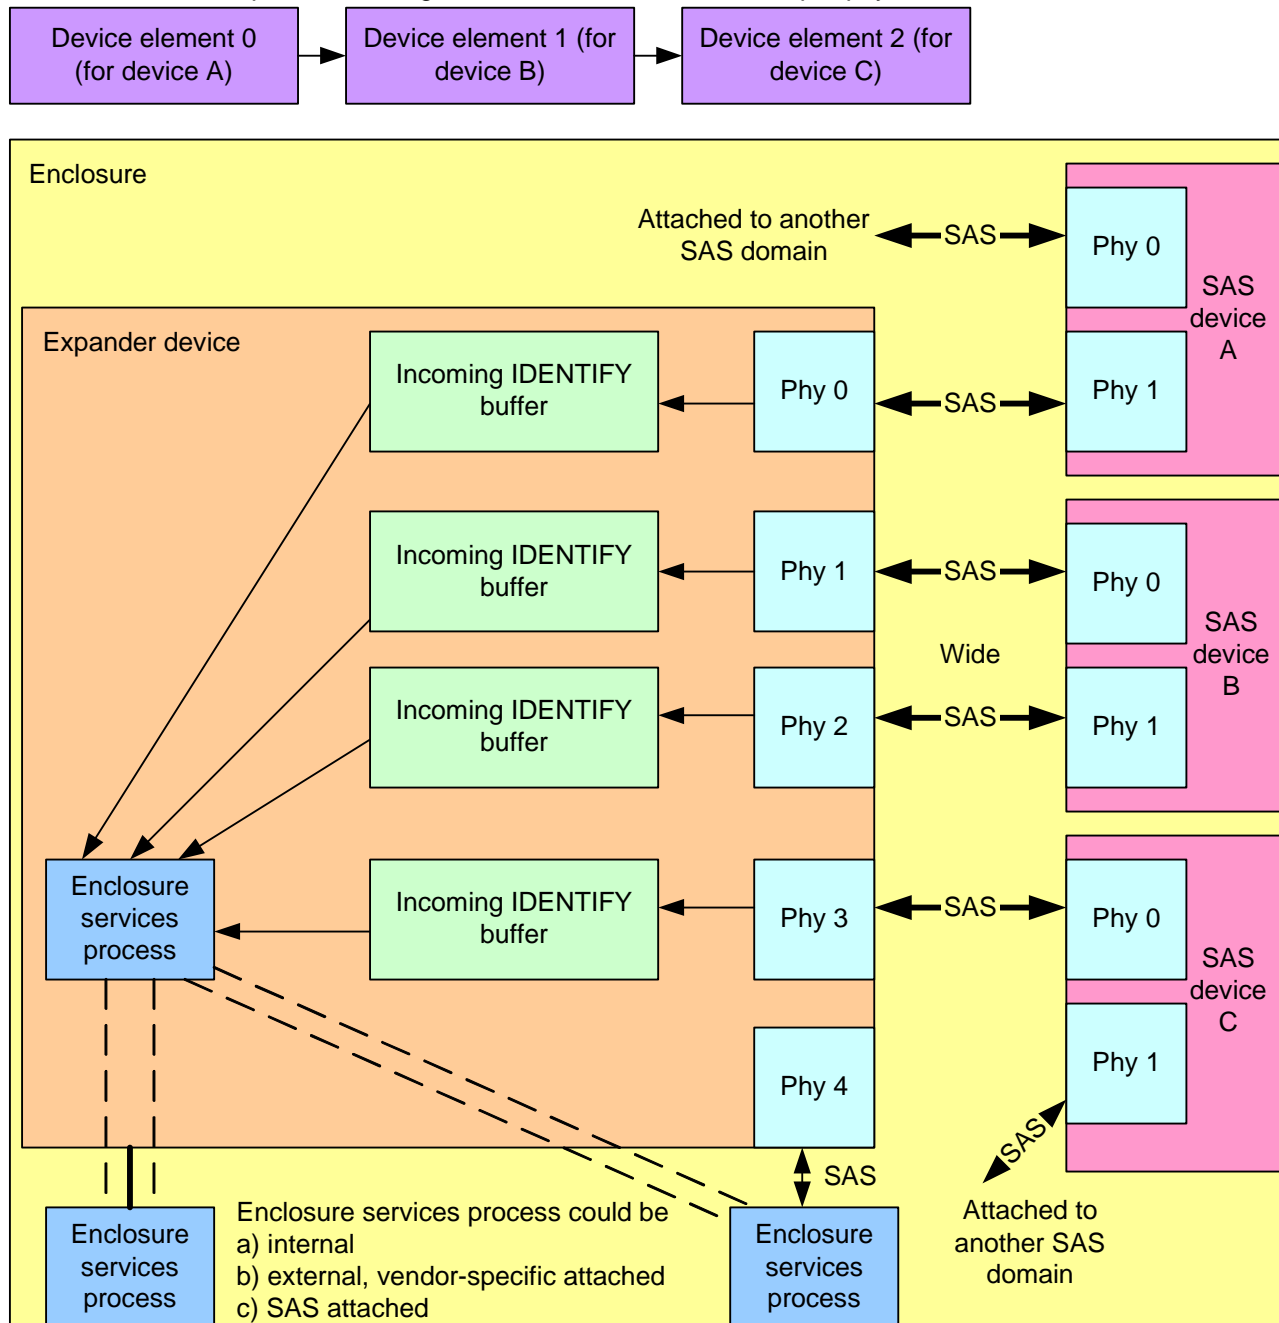 Device element 0
(for device A)
Device element 1 (for
device B)
Device element 2 (for
device C)
Enclosure
Attached to another
SAS domain
SAS
Phy 0
SAS
device
A
Expander device
Incoming IDENTIFY
buffer
Phy 0
SAS
Phy 1
Incoming IDENTIFY
buffer
Phy 1
SAS
Phy 0
SAS
device
B
Wide
Incoming IDENTIFY
buffer
Phy 2
SAS
Phy 1
Enclosure
services
process
Incoming IDENTIFY
buffer
Phy 3
SAS
Phy 0
SAS
device
C
Phy 4
Phy 1
SAS
SAS
Attached to
another SAS
domain
Enclosure
services
process
Enclosure services process could be
a) internal
b) external, vendor-specific attached
c) SAS attached
Enclosure
services
process